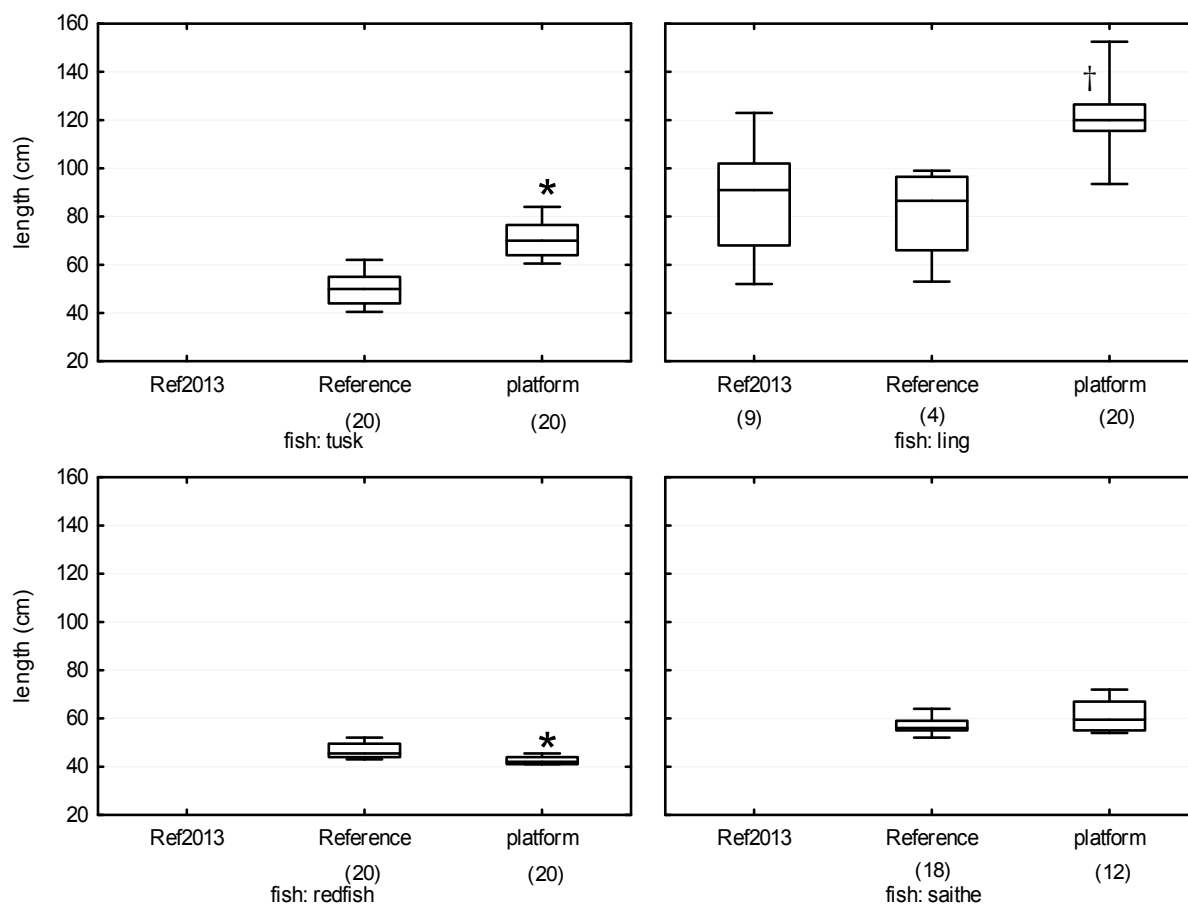 160
140
120
100
80
60
40
20
length (cm)
*
†
Ref2013 Reference platform
(20) (20)
fish: tusk
Ref2013 Reference platform
(9) (4) (20)
fish: ling
160
140
120
100
80
60
40
20
length (cm)
*
Ref2013 Reference platform
(20) (20)
fish: redfish
Ref2013 Reference platform
(18) (12)
fish: saithe